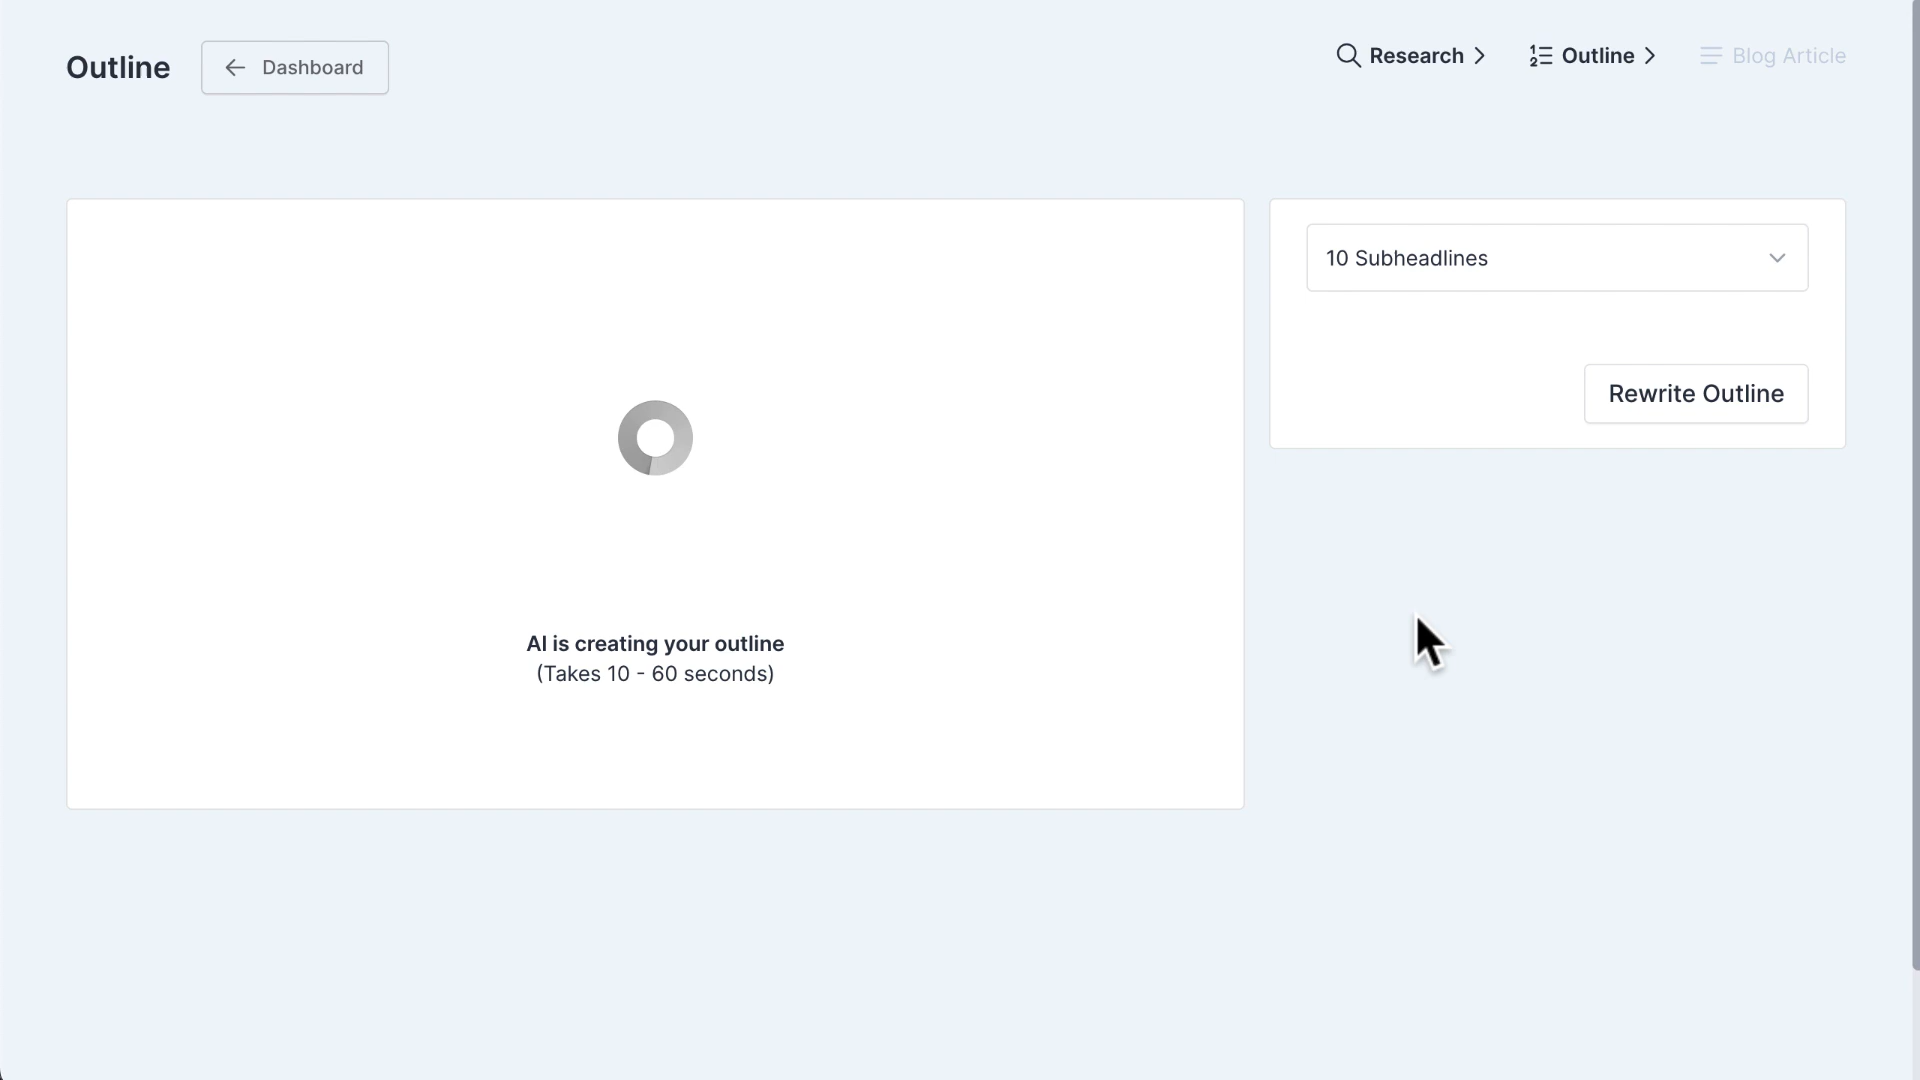 Outline
Dashboard
Research
Outline
Blog Article
10 Subheadlines
Rewrite Outline
AI is creating your outline
(Takes 10 - 60 seconds)